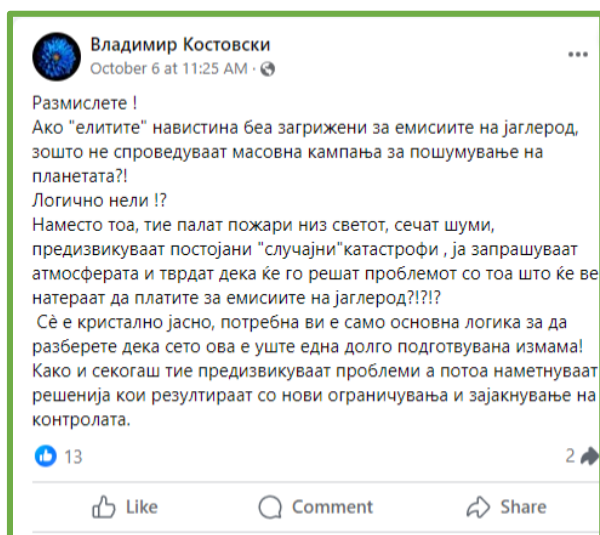 Владимир Костовски
October 6 at 11:25 AM ·
Размислете !
Ако "елитите" навистина беа загрижени за емисиите на јаглерод,
зошто не спроведуваат масовна кампања за пошумување на
планетата?!
Логично нели !?
Наместо тоа, тие палат пожари низ светот, сечат шуми,
предизвикуваат постојани "случајни"катастрофи , ја запрашуваат
атмосферата и тврдат дека ќе го решат проблемот со тоа што ќе ве
натераат да платите за емисиите на јаглерод?!?!?
Сѐ е кристално јасно, потребна ви е само основна логика за да
разберете дека сето ова е уште една долго подготвувана измама!
Како и секогаш тие предизвикуваат проблеми а потоа наметнуваат
решенија кои резултираат со нови ограничувања и зајакнување на
контролата.
13 2
Like Comment Share